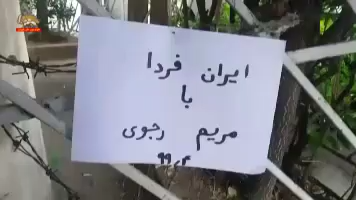 ایران فردا
با
مریم رجوی